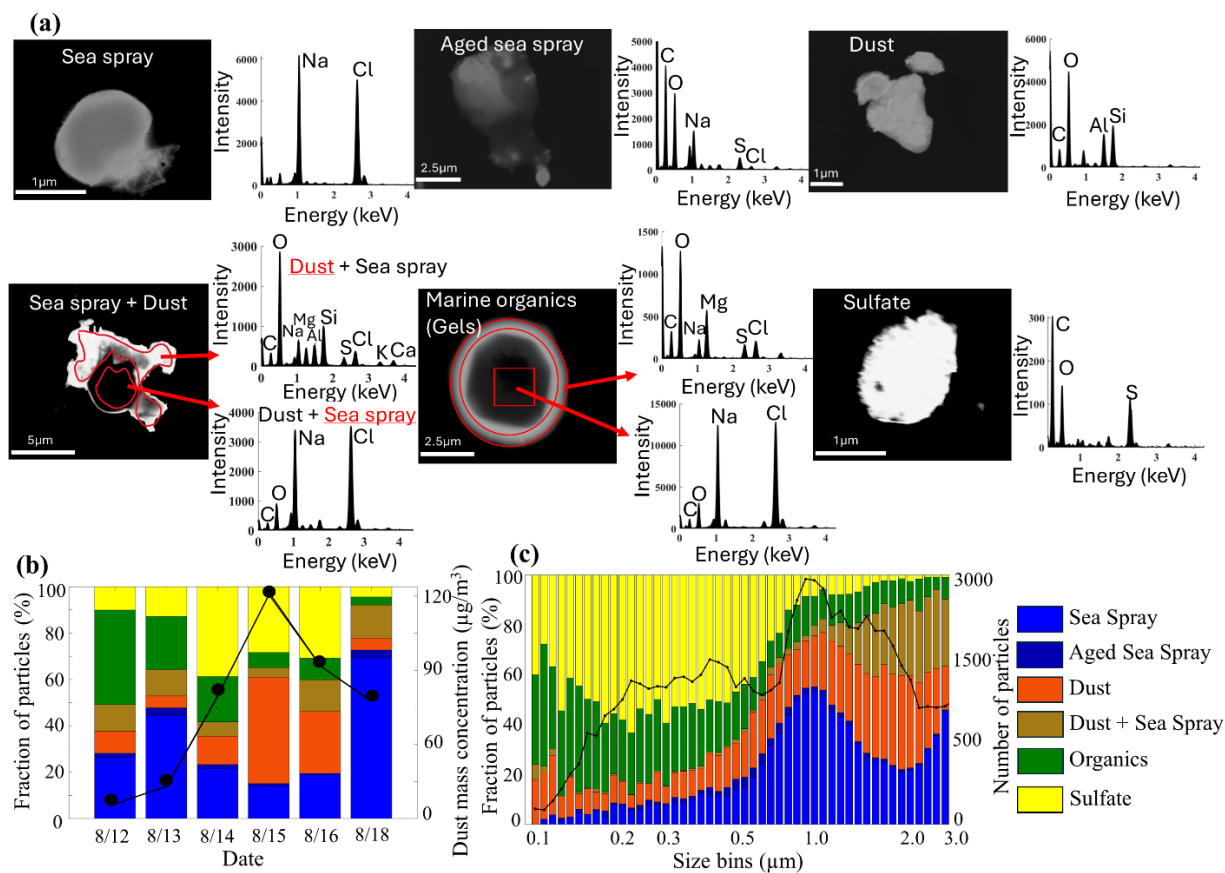 (a)
Sea spray
1µm
Intensity
6000
4000
2000
0
Na
Cl
0 1 2 3 4
Energy (keV)
Aged sea spray
2.5µm
Intensity
5000
4000
3000
2000
1000
0
C
O
Na
S
Cl
0 1 2 3 4
Energy (keV)
Dust
1µm
Intensity
6000
4000
2000
0
C
O
Al
Si
0 1 2 3 4
Energy (keV)
Sea spray + Dust
5µm
Intensity
3000
2000
1000
0
O
Dust + Sea spray
C
Na
Mg
Al
Si
S
Cl
K
Ca
0 1 2 3 4
Dust + Sea spray
Intensity
4000
3000
2000
1000
0
C
O
Na
Cl
0 1 2 3 4
Energy (keV)
Marine organics
(Gels)
2.5µm
Intensity
1500
1000
500
0
C
O
Na
Mg
S
Cl
0 1 2 3 4
Intensity
15000
10000
5000
0
C
O
Na
Cl
0 1 2 3 4
Energy (keV)
Sulfate
1µm
Intensity
300
200
100
0
C
O
S
1 2 3 4
Energy (keV)
(b)
Fraction of particles (%)
100
80
60
40
20
0
8/12 8/13 8/14 8/15 8/16 8/18
Date
120
90
60
30
0
Dust mass concentration (µg/m³)
(c)
Fraction of particles (%)
100
80
60
40
20
0
0.1 0.2 0.3 0.5 1.0 2.0 3.0
Size bins (µm)
3000
1500
500
0
Number of particles
Sea Spray
Aged Sea Spray
Dust
Dust + Sea Spray
Organics
Sulfate